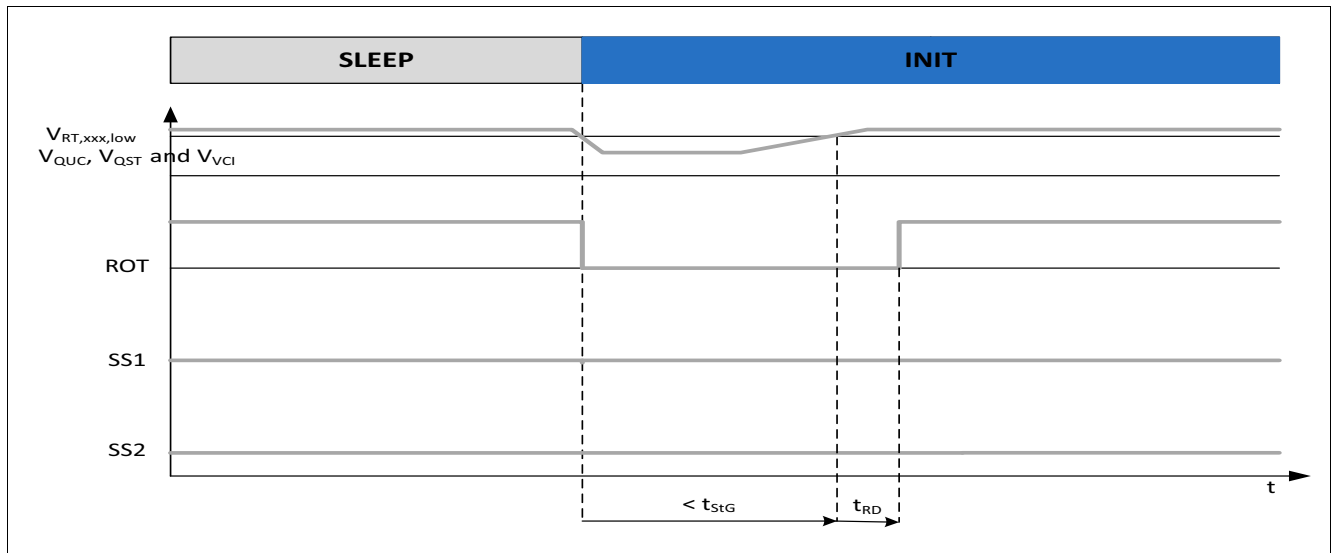 SLEEP INIT
VRT,xxx,low
VQUC, VQST and VVCI
ROT
SS1
SS2
t
< tStG tRD